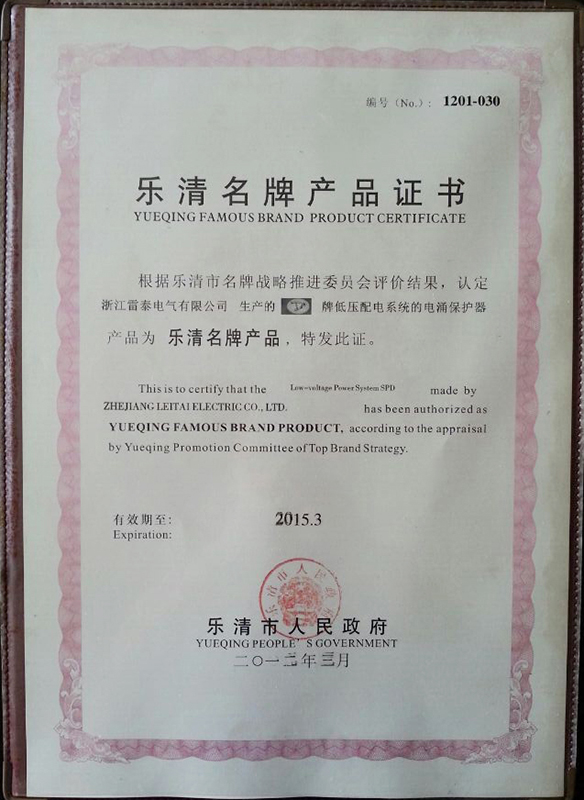 编号（No.）: 1201-030
乐清名牌产品证书
YUEQING FAMOUS BRAND PRODUCT CERTIFICATE
根据乐清市名牌战略推进委员会评价结果，认定
浙江雷泰电气有限公司 生产的 牌低压配电系统的电涌保护器
产品为 乐清名牌产品，特发此证。
This is to certify that the Low-voltage Power System SPD made by
ZHEJIANG LEITAI ELECTRIC CO., LTD. has been authorized as
YUEQING FAMOUS BRAND PRODUCT, according to the appraisal
by Yueqing Promotion Committee of Top Brand Strategy.
有效期至: 2015.3
Expiration:
乐清市人民政府
乐清市人民政府
YUEQING PEOPLE'S GOVERNMENT
二〇一二年三月